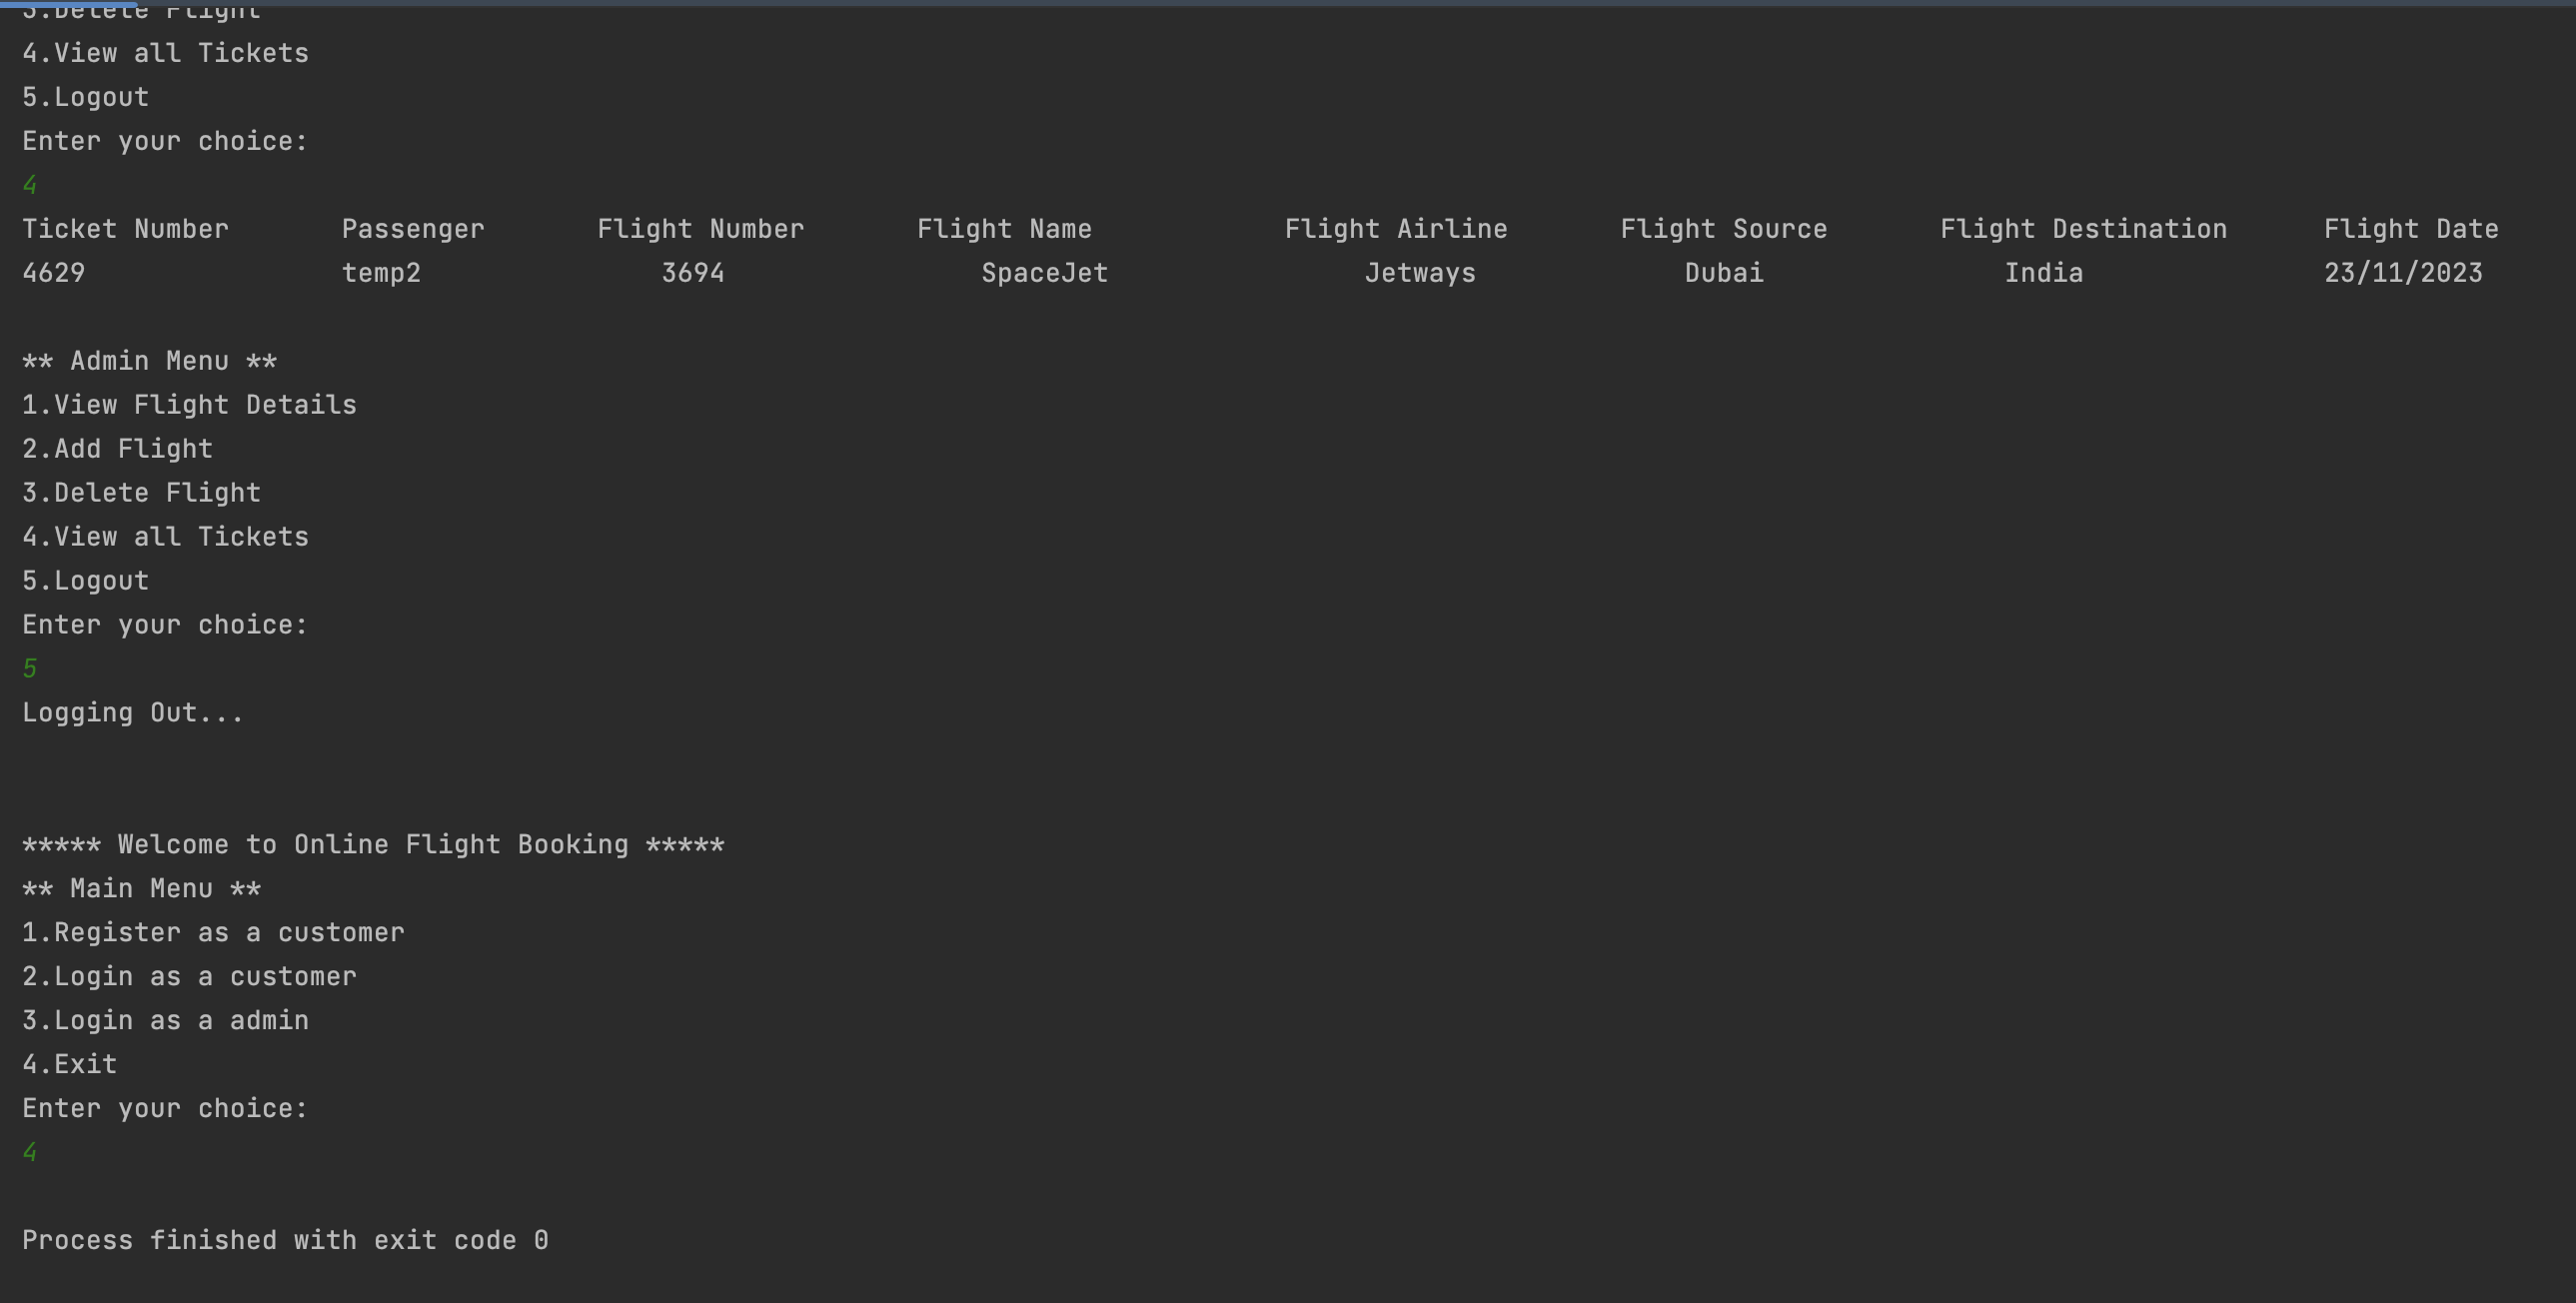 3.Delete Flight
4.View all Tickets
5.Logout
Enter your choice:
4
Ticket Number Passenger Flight Number Flight Name Flight Airline Flight Source Flight Destination Flight Date
4629 temp2 3694 SpaceJet Jetways Dubai India 23/11/2023
** Admin Menu **
1.View Flight Details
2.Add Flight
3.Delete Flight
4.View all Tickets
5.Logout
Enter your choice:
5
Logging Out...
***** Welcome to Online Flight Booking *****
** Main Menu **
1.Register as a customer
2.Login as a customer
3.Login as a admin
4.Exit
Enter your choice:
4
Process finished with exit code 0